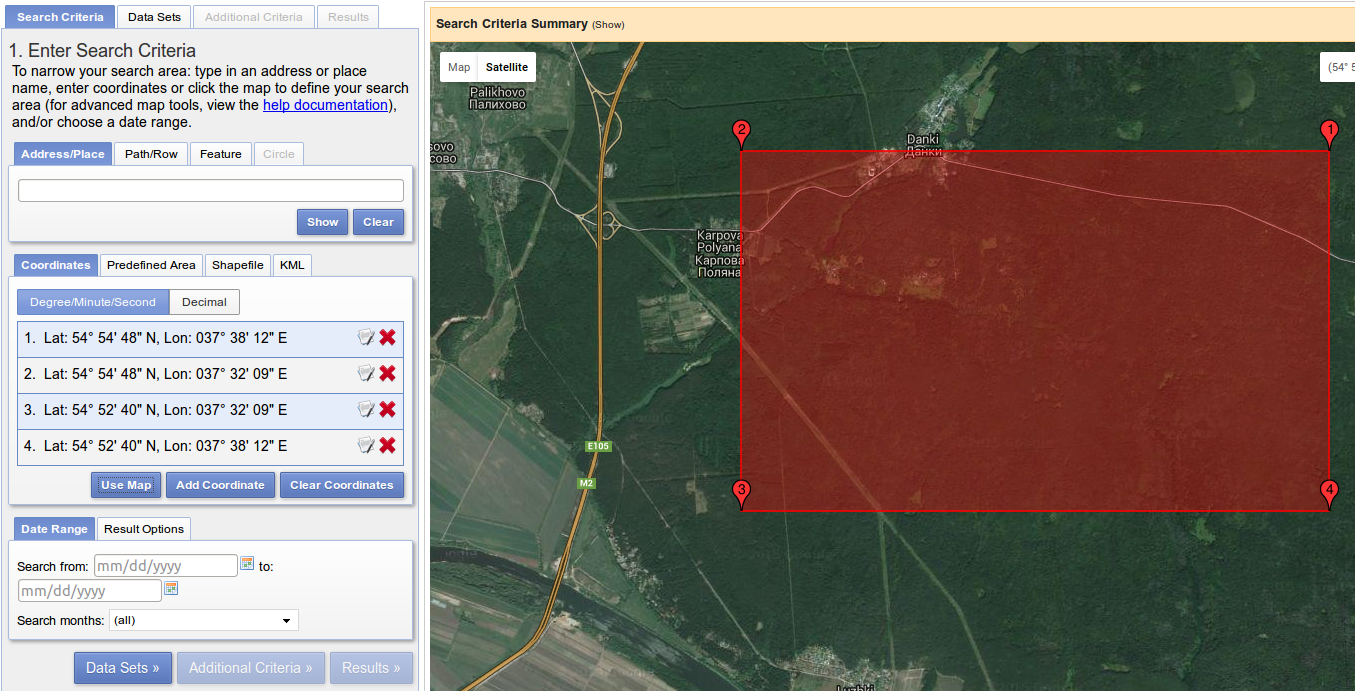 Search Criteria
Data Sets
Additional Criteria
Results
1. Enter Search Criteria
To narrow your search area: type in an address or place
name, enter coordinates or click the map to define your search
area (for advanced map tools, view the help documentation),
and/or choose a date range.
Address/Place
Path/Row
Feature
Circle
Show
Clear
Coordinates
Predefined Area
Shapefile
KML
Degree/Minute/Second
Decimal
1. Lat: 54° 54' 48" N, Lon: 037° 38' 12" E
2. Lat: 54° 54' 48" N, Lon: 037° 32' 09" E
3. Lat: 54° 52' 40" N, Lon: 037° 32' 09" E
4. Lat: 54° 52' 40" N, Lon: 037° 38' 12" E
Use Map
Add Coordinate
Clear Coordinates
Date Range
Result Options
Search from: mm/dd/yyyy to:
mm/dd/yyyy
Search months: (all)
Data Sets »
Additional Criteria »
Results »
Search Criteria Summary (Show)
Map
Satellite
(54° 5
Palikhovo
Палихово
sovo
сово
Danki
Данки
2
1
Karpova
Polyana
Карпова
Поляна
E105
M2
3
4
Luzhki